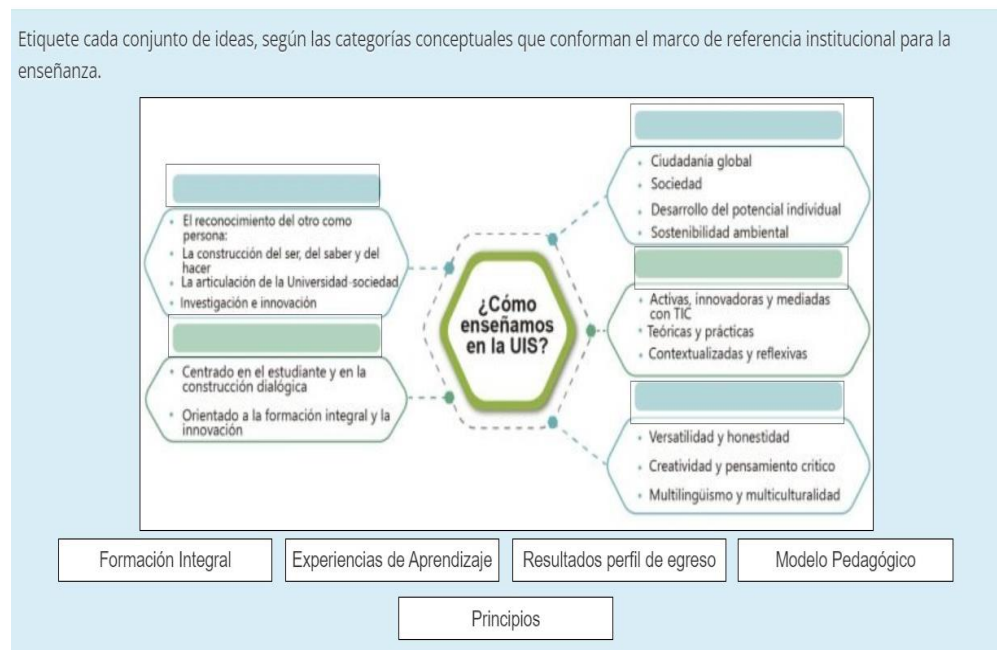 Etiquete cada conjunto de ideas, según las categorías conceptuales que conforman el marco de referencia institucional para la
enseñanza.
• El reconocimiento del otro como
persona:
• La construcción del ser, del saber y del
hacer
• La articulación de la Universidad-sociedad
• Investigación e innovación
• Centrado en el estudiante y en la
construcción dialógica
• Orientado a la formación integral y la
innovación
¿Cómo
enseñamos
en la UIS?
• Ciudadanía global
• Sociedad
• Desarrollo del potencial individual
• Sostenibilidad ambiental
• Activas, innovadoras y mediadas
con TIC
• Teóricas y prácticas
• Contextualizadas y reflexivas
• Versatilidad y honestidad
• Creatividad y pensamiento critico
• Multilingüismo y multiculturalidad
Formación Integral
Experiencias de Aprendizaje
Resultados perfil de egreso
Modelo Pedagógico
Principios